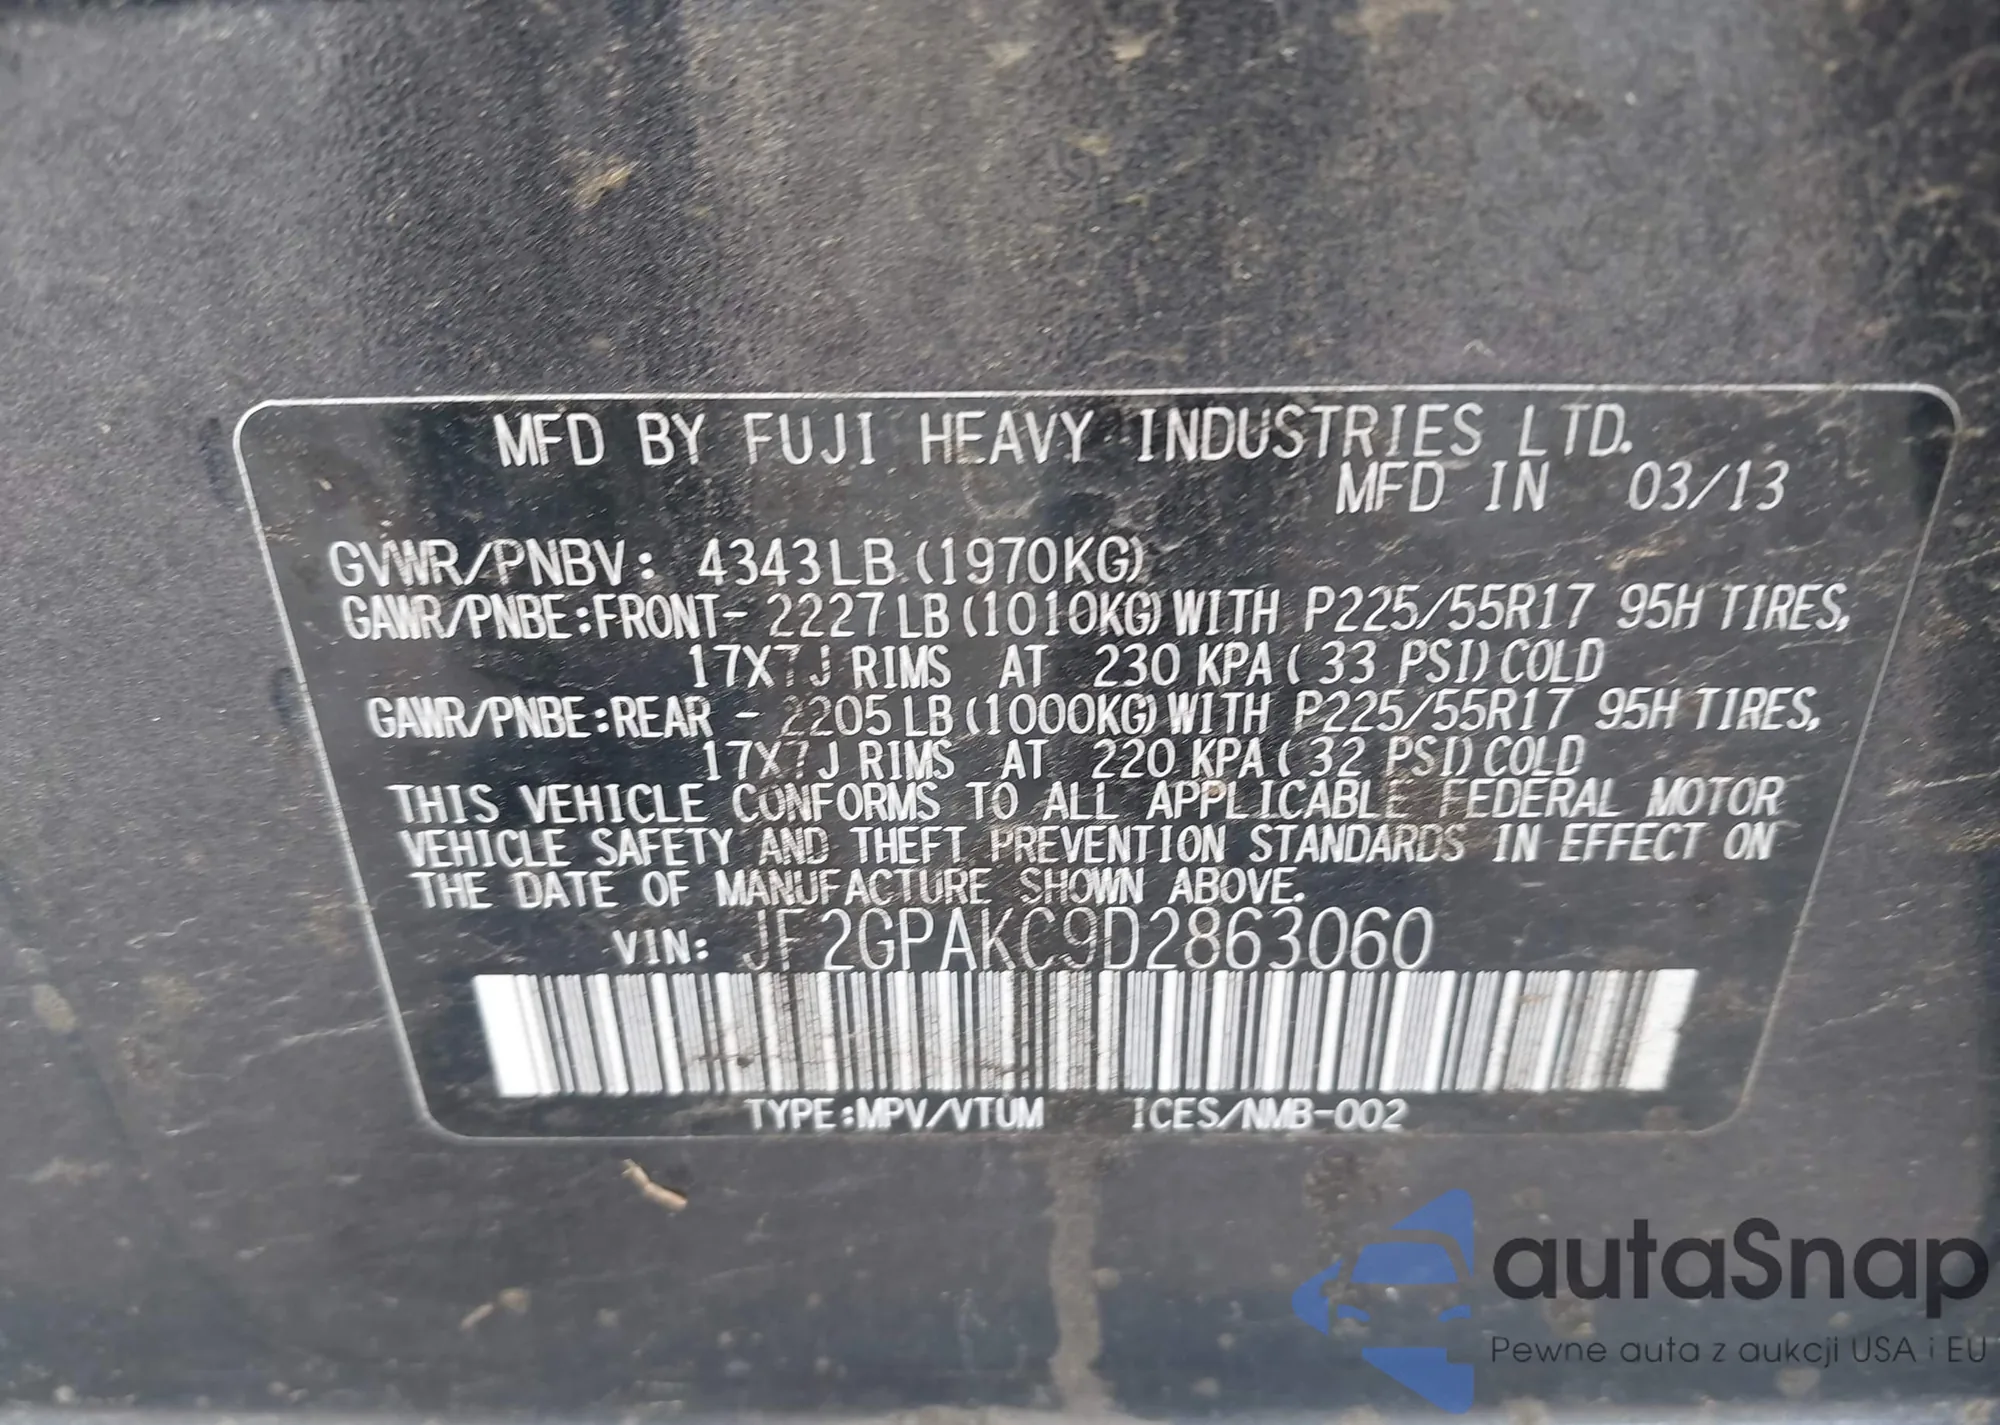 MFD BY FUJI HEAVY INDUSTRIES LTD.
MFD IN 03/13
GVWR/PNBV: 4343LB (1970KG)
GAWR/PNBE:FRONT- 2227LB (1010KG) WITH P225/55R17 95H TIRES,
17X7J RIMS AT 230 KPA ( 33 PSI) COLD
GAWR/PNBE:REAR - 2205LB (1000KG) WITH P225/55R17 95H TIRES,
17X7J RIMS AT 220 KPA ( 32 PSI) COLD
THIS VEHICLE CONFORMS TO ALL APPLICABLE FEDERAL MOTOR
VEHICLE SAFETY AND THEFT PREVENTION STANDARDS IN EFFECT ON
THE DATE OF MANUFACTURE SHOWN ABOVE.
VIN: JF2GPAKC9D2863060
TYPE:MPV/VTUM ICES/NMB-002
autaSnap
Pewne auta z aukcji USA i EU